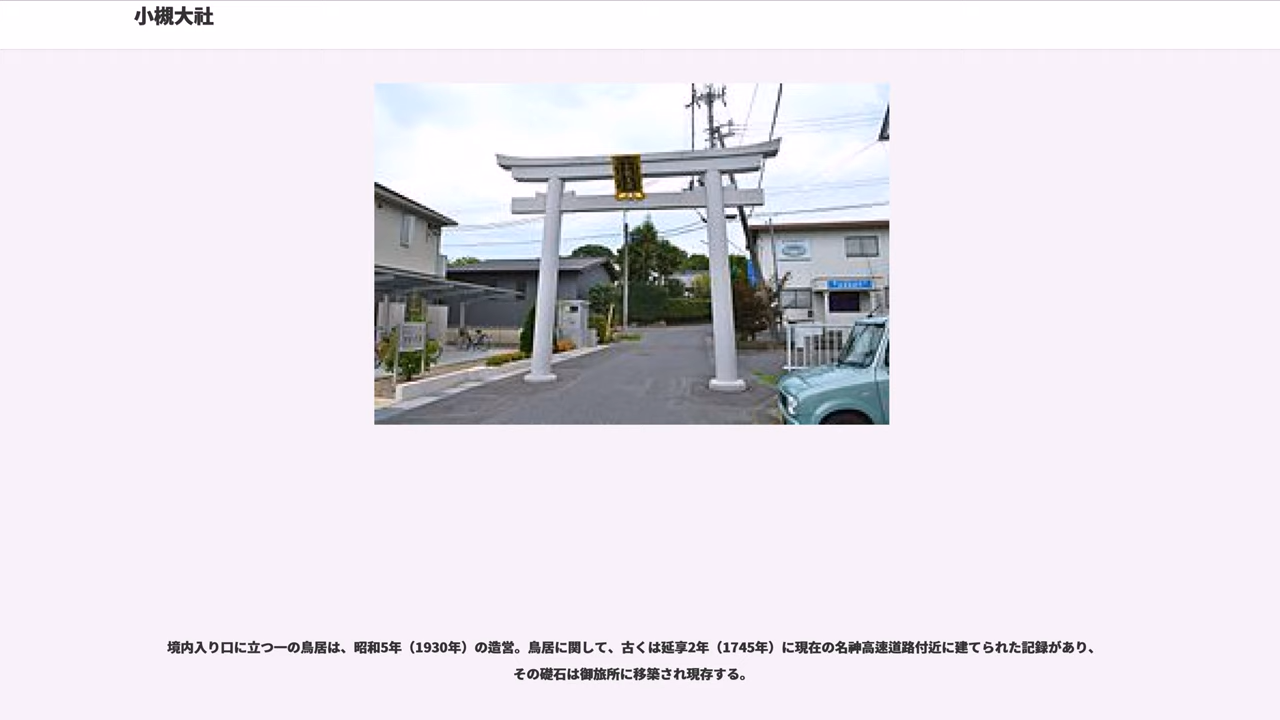 小槻大社
境内入り口に立つ一の鳥居は、昭和5年（1930年）の造営。鳥居に関して、古くは延享2年（1745年）に現在の名神高速道路付近に建てられた記録があり、
その礎石は御旅所に移築され現存する。